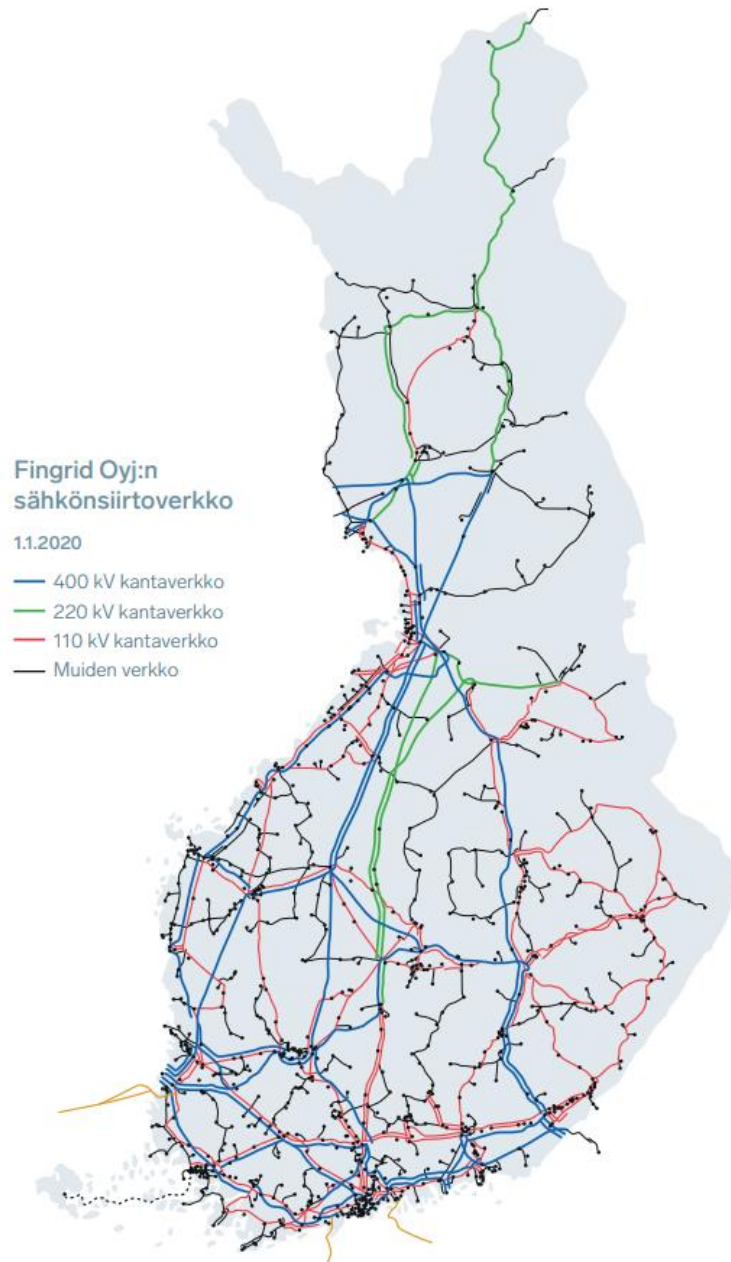 Fingrid Oyj:n
sähkönsiirtoverkko
1.1.2020
400 kV kantaverkko
220 kV kantaverkko
110 kV kantaverkko
Muiden verkko